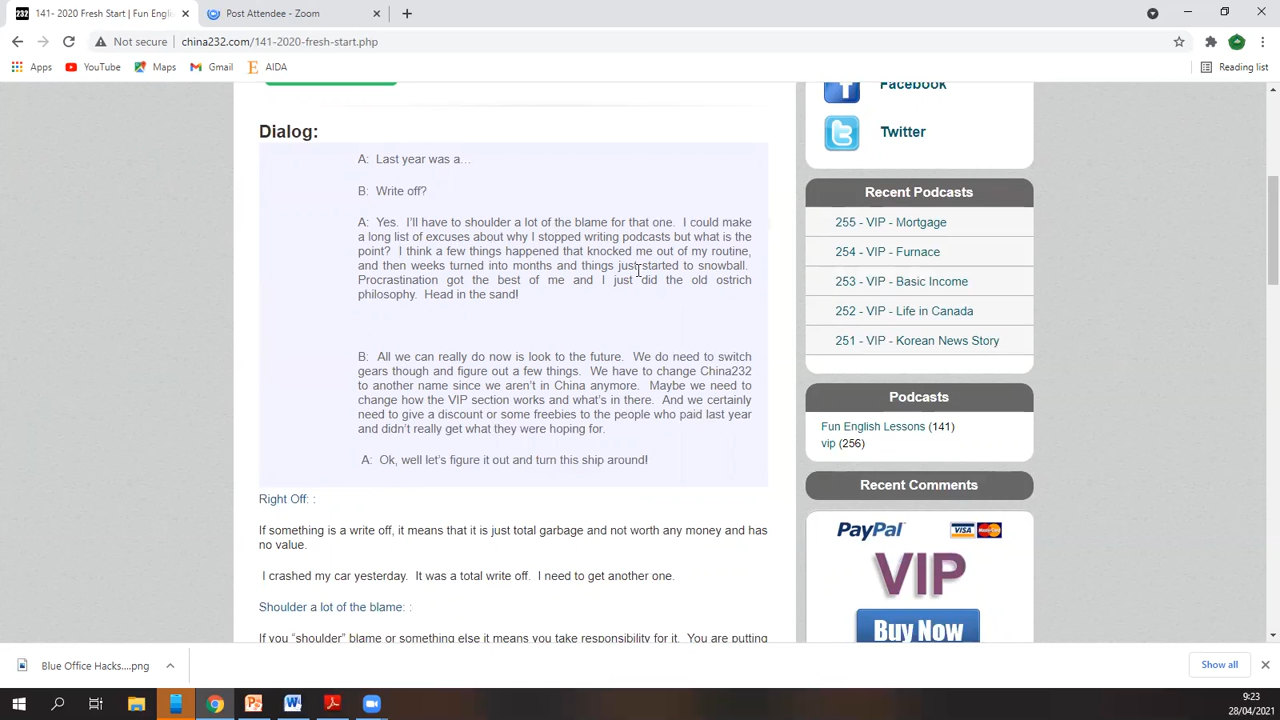 141- 2020 Fresh Start | Fun Engli
Post Attendee - Zoom
Not secure
china232.com/141-2020-fresh-start.php
Apps
YouTube
Maps
Gmail
AIDA
Reading list
Dialog:
A: Last year was a…
B: Write off?
A: Yes. I’ll have to shoulder a lot of the blame for that one. I could make
a long list of excuses about why I stopped writing podcasts but what is the
point? I think a few things happened that knocked me out of my routine,
and then weeks turned into months and things just started to snowball.
Procrastination got the best of me and I just did the old ostrich
philosophy. Head in the sand!
B: All we can really do now is look to the future. We do need to switch
gears though and figure out a few things. We have to change China232
to another name since we aren’t in China anymore. Maybe we need to
change how the VIP section works and what’s in there. And we certainly
need to give a discount or some freebies to the people who paid last year
and didn’t really get what they were hoping for.
A: Ok, well let’s figure it out and turn this ship around!
Right Off: :
If something is a write off, it means that it is just total garbage and not worth any money and has
no value.
I crashed my car yesterday. It was a total write off. I need to get another one.
Shoulder a lot of the blame: :
If you “shoulder” blame or something else it means you take responsibility for it. You are putting
Facebook
Twitter
Recent Podcasts
255 - VIP - Mortgage
254 - VIP - Furnace
253 - VIP - Basic Income
252 - VIP - Life in Canada
251 - VIP - Korean News Story
Podcasts
Fun English Lessons (141)
vip (256)
Recent Comments
PayPal VISA
VIP
Buy Now
Blue Office Hacks....png
Show all
9:23
28/04/2021